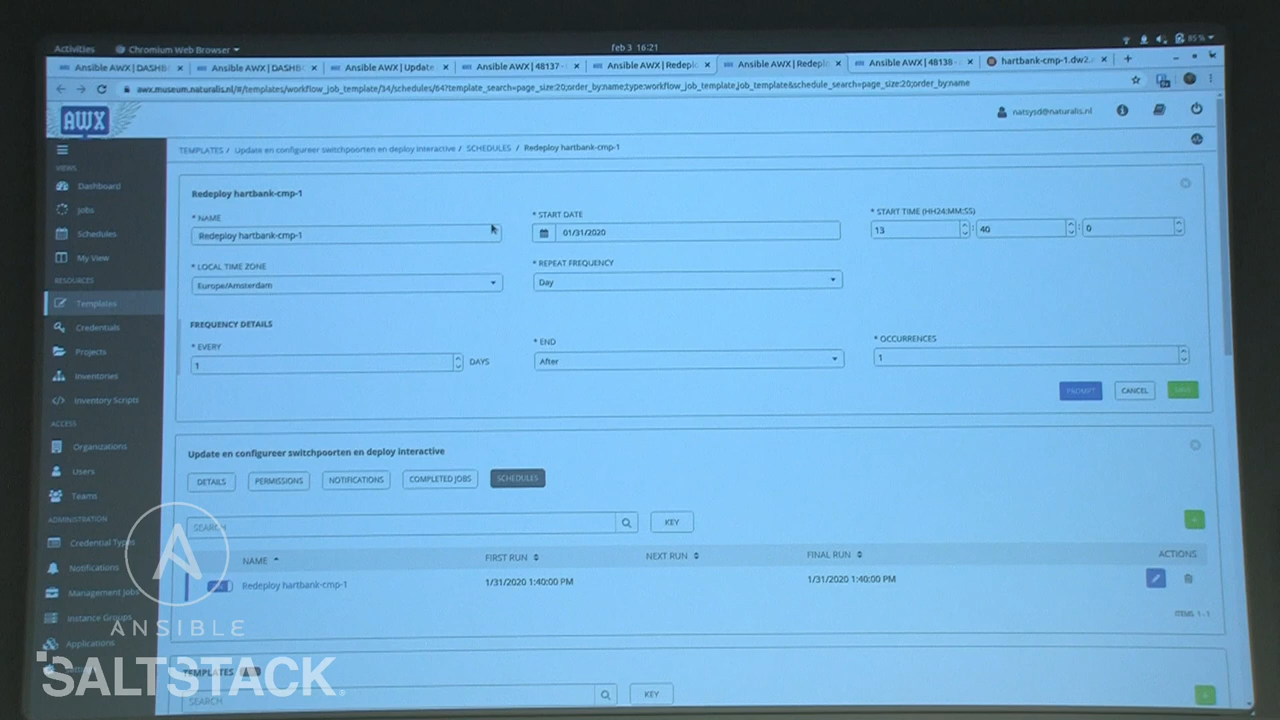 Activities Chromium Web Browser feb 3 16:21 85%
Ansible AWX | DASHB Ansible AWX | DASHB Ansible AWX | Update Ansible AWX | 48137 - Ansible AWX | Redeplo Ansible AWX | Redeplo Ansible AWX | 48138 - hartbank-cmp-1.dw2.
awx.museum.naturalis.nl/#/templates/workflow_job_template/34/schedules/64?template_search=page_size:20;order_by:name;type:workflow_job_template,job_template&schedule_search=page_size:20;order_by:name
AWX natsysd@naturalis.nl
TEMPLATES / Update en configureer switchpoorten en deploy interactive / SCHEDULES / Redeploy hartbank-cmp-1
VIEWS
Dashboard
Jobs
Schedules
My View
RESOURCES
Templates
Credentials
Projects
Inventories
Inventory Scripts
ACCESS
Organizations
Users
Teams
ADMINISTRATION
Credential Types
Notifications
Management Jobs
Instance Groups
Applications
Redeploy hartbank-cmp-1
* NAME * START DATE * START TIME (HH24:MM:SS)
Redeploy hartbank-cmp-1 01/31/2020 13 : 40 : 0
* LOCAL TIME ZONE * REPEAT FREQUENCY
Europe/Amsterdam Day
FREQUENCY DETAILS
* EVERY * END * OCCURRENCES
1 DAYS After 1
PROMPT CANCEL SAVE
Update en configureer switchpoorten en deploy interactive
DETAILS PERMISSIONS NOTIFICATIONS COMPLETED JOBS SCHEDULES
SEARCH KEY
NAME FIRST RUN NEXT RUN FINAL RUN ACTIONS
Redeploy hartbank-cmp-1 1/31/2020 1:40:00 PM 1/31/2020 1:40:00 PM
ITEMS 1 - 1
TEMPLATES
SEARCH KEY
ANSIBLE
SALTSTACK